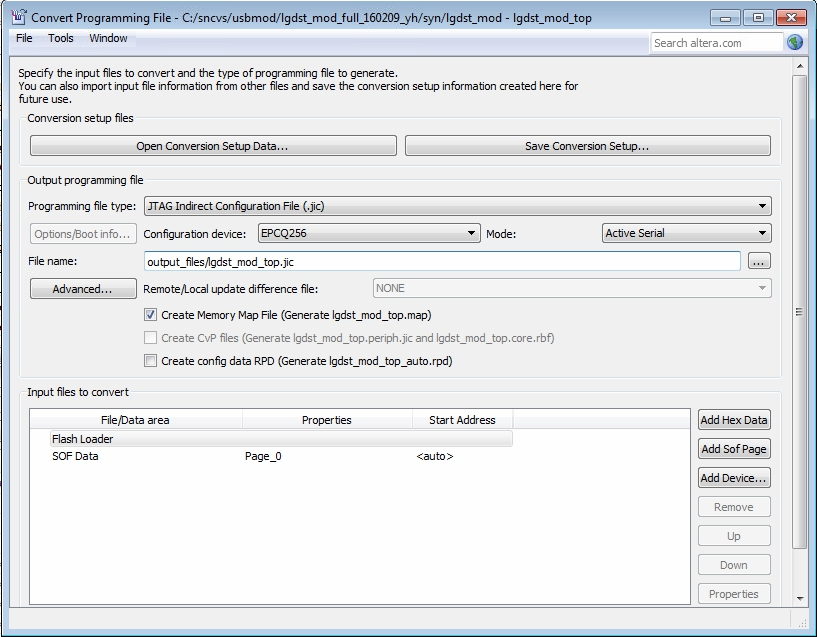 Convert Programming File - C:/sncvs/usbmod/lgdst_mod_full_160209_yh/syn/lgdst_mod - lgdst_mod_top
File Tools Window
Search altera.com
Specify the input files to convert and the type of programming file to generate.
You can also import input file information from other files and save the conversion setup information created here for
future use.
Conversion setup files
Open Conversion Setup Data... Save Conversion Setup...
Output programming file
Programming file type: JTAG Indirect Configuration File (.jic)
Options/Boot info... Configuration device: EPCQ256 Mode: Active Serial
File name: output_files/lgdst_mod_top.jic ...
Advanced... Remote/Local update difference file: NONE
Create Memory Map File (Generate lgdst_mod_top.map)
Create CvP files (Generate lgdst_mod_top.periph.jic and lgdst_mod_top.core.rbf)
Create config data RPD (Generate lgdst_mod_top_auto.rpd)
Input files to convert
File/Data area Properties Start Address Add Hex Data
Flash Loader
SOF Data Page_0 <auto> Add Sof Page
Add Device...
Remove
Up
Down
Properties